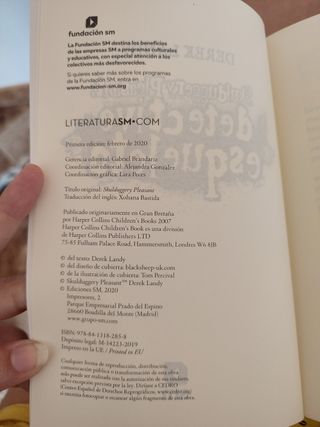 fundación sm
La Fundación SM destina los beneficios
de las empresas SM a programas culturales
y educativos, con especial atención a los
colectivos más desfavorecidos.
Si quieres saber más sobre los programas
de la Fundación SM, entra en
www.fundacion-sm.org
LITERATURASM•COM
Primera edición: febrero de 2020
Gerencia editorial: Gabriel Brandariz
Coordinación editorial: Alejandra González
Coordinación gráfica: Lara Peces
Título original: Skulduggery Pleasant
Traducción del inglés: Xohana Bastida
Publicado originariamente en Gran Bretaña
por Harper Collins Children's Books 2007
Harper Collins Children's Book es una división
de Harper Collins Publishers LTD
75-85 Fulham Palace Road, Hammersmith, Londres W6 8JB
© del texto: Derek Landy
© del diseño de cubierta: blacksheep-uk.com
© de la ilustración de cubierta: Tom Percival
© Skulduggery Pleasant™ Derek Landy
© Ediciones SM, 2020
Impresores, 2
Parque Empresarial Prado del Espino
28660 Boadilla del Monte (Madrid)
www.grupo-sm.com
ISBN: 978-84-1318-285-8
Depósito legal: M-14223-2019
Impreso en la UE / Printed in EU
Cualquier forma de reproducción, distribución,
comunicación pública o transformación de esta obra
solo puede ser realizada con la autorización de sus titulares,
salvo excepción prevista por la ley. Diríjase a CEDRO
(Centro Español de Derechos Reprográficos, www.cedro.org)
si necesita fotocopiar o escanear algún fragmento de esta obra.